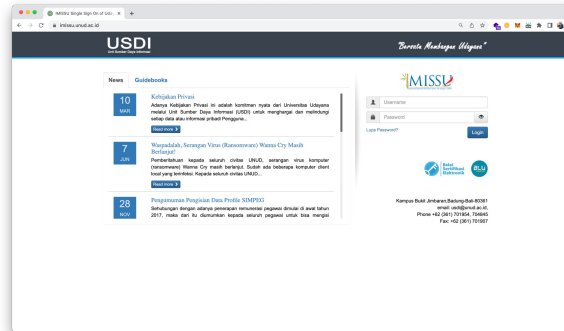 IMISSU Single Sign On of Uda
imissu.unud.ac.id
USDI
Unit Sumber Daya Informasi
"Bersatu Membangun Udayana"
News Guidebooks
10
MAR
Kebijakan Privasi
Adanya Kebijakan Privasi ini adalah komitmen nyata dari Universitas Udayana
melalui Unit Sumber Daya Informasi (USDI) untuk menghargai dan melindungi
setiap data atau informasi pribadi Pengguna...
Read more
7
JUN
Waspadalah, Serangan Virus (Ransomware) Wanna Cry Masih
Berlanjut!
Pemberitahuan kepada seluruh civitas UNUD, serangan virus komputer
(ransomware) Wanna Cry masih berlanjut. Sudah ada beberapa komputer client
lokal yang terinfeksi. Kepada seluruh civitas UNUD...
Read more
28
NOV
Pengumuman Pengisian Data Profile SIMPEG
Sehubungan dengan adanya penerapan remunerasi pegawai dimulai di awal tahun
2017, maka dari itu diumumkan kepada seluruh pegawai untuk bisa mengisi
IMISSU
Username
Password
Lupa Password?
Login
Balai
Sertifikasi
Elektronik
BLU
Kampus Bukit Jimbaran,Badung-Bali-80361
email: usdi@unud.ac.id,
Phone +62 (361) 701954, 704845
Fax: +62 (361) 701907